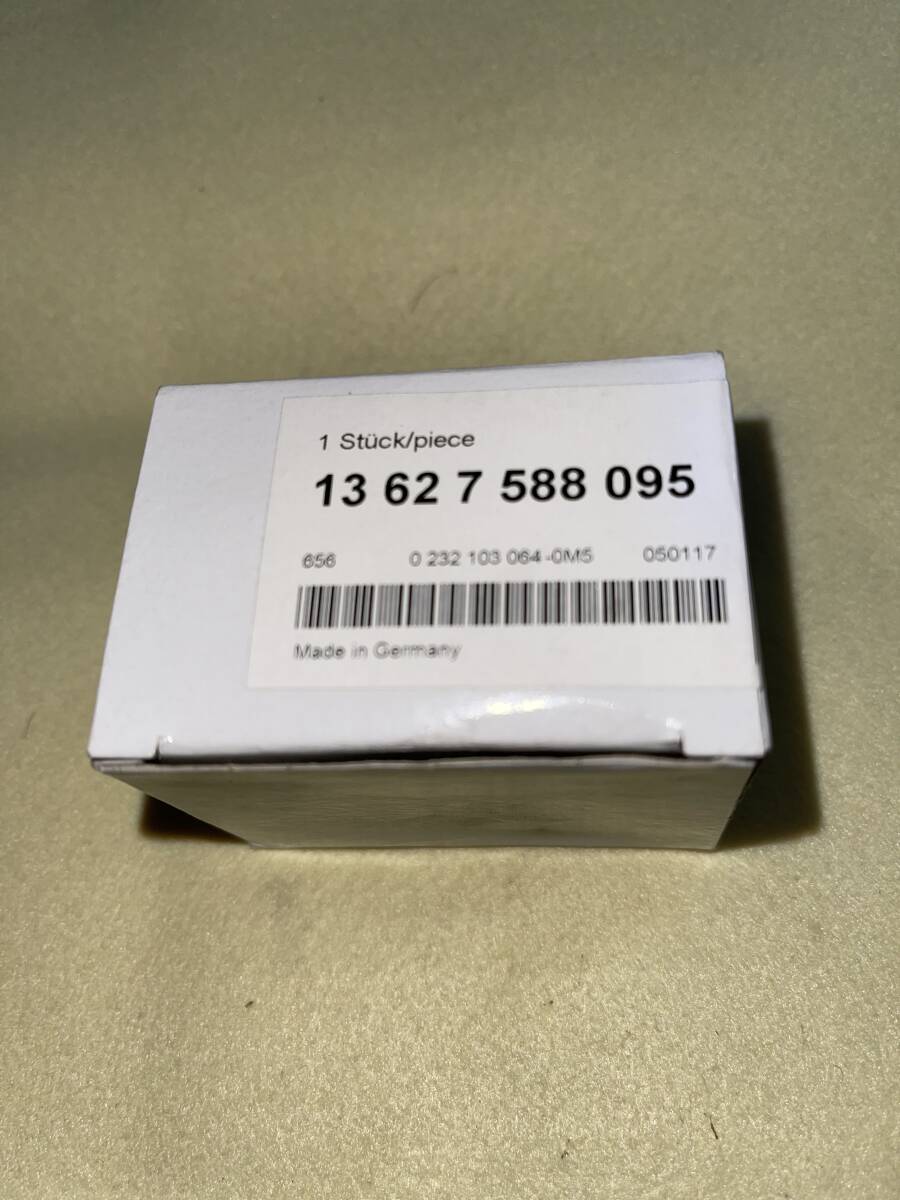 1 Stück/piece
13 62 7 588 095
656 0 232 103 064-0M5 050117
Made in Germany